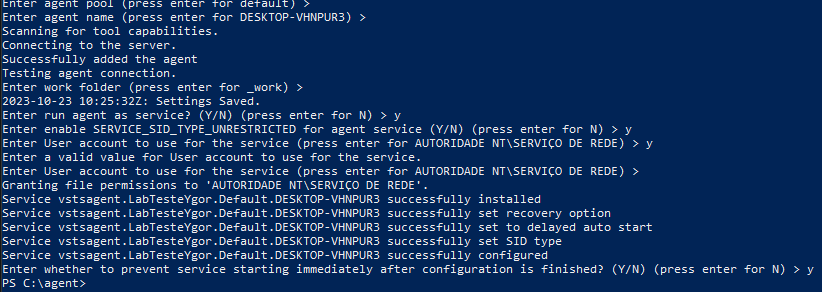 Enter agent pool (press enter for default) >
Enter agent name (press enter for DESKTOP-VHNPUR3) >
Scanning for tool capabilities.
Connecting to the server.
Successfully added the agent
Testing agent connection.
Enter work folder (press enter for _work) >
2023-10-23 10:25:32Z: Settings Saved.
Enter run agent as service? (Y/N) (press enter for N) > y
Enter enable SERVICE_SID_TYPE_UNRESTRICTED for agent service (Y/N) (press enter for N) > y
Enter User account to use for the service (press enter for AUTORIDADE NT\SERVIÇO DE REDE) > y
Enter a valid value for User account to use for the service.
Enter User account to use for the service (press enter for AUTORIDADE NT\SERVIÇO DE REDE) >
Granting file permissions to 'AUTORIDADE NT\SERVIÇO DE REDE'.
Service vstsagent.LabTesteYgor.Default.DESKTOP-VHNPUR3 successfully installed
Service vstsagent.LabTesteYgor.Default.DESKTOP-VHNPUR3 successfully set recovery option
Service vstsagent.LabTesteYgor.Default.DESKTOP-VHNPUR3 successfully set to delayed auto start
Service vstsagent.LabTesteYgor.Default.DESKTOP-VHNPUR3 successfully set SID type
Service vstsagent.LabTesteYgor.Default.DESKTOP-VHNPUR3 successfully configured
Enter whether to prevent service starting immediately after configuration is finished? (Y/N) (press enter for N) > y
PS C:\agent>